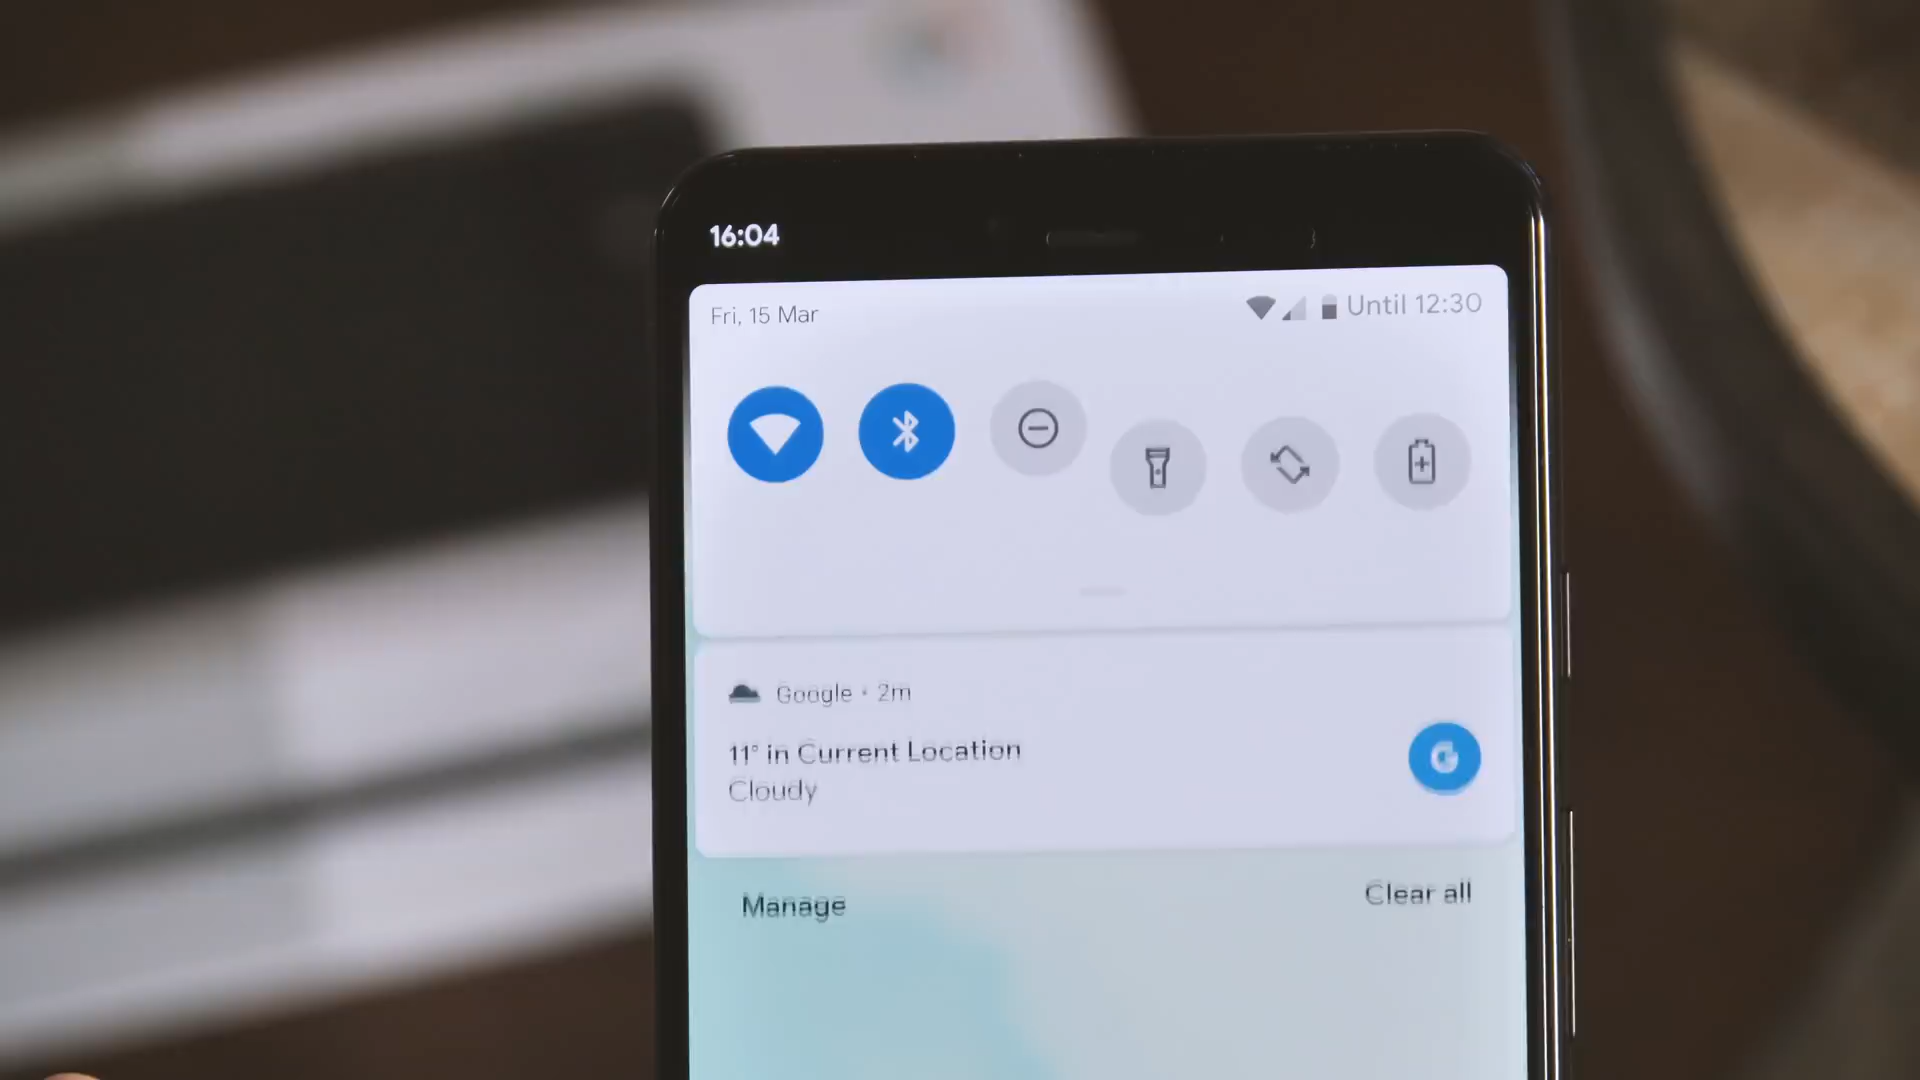 16:04
Fri, 15 Mar
Until 12:30
Google • 2m
11° in Current Location
Cloudy
G
Manage
Clear all